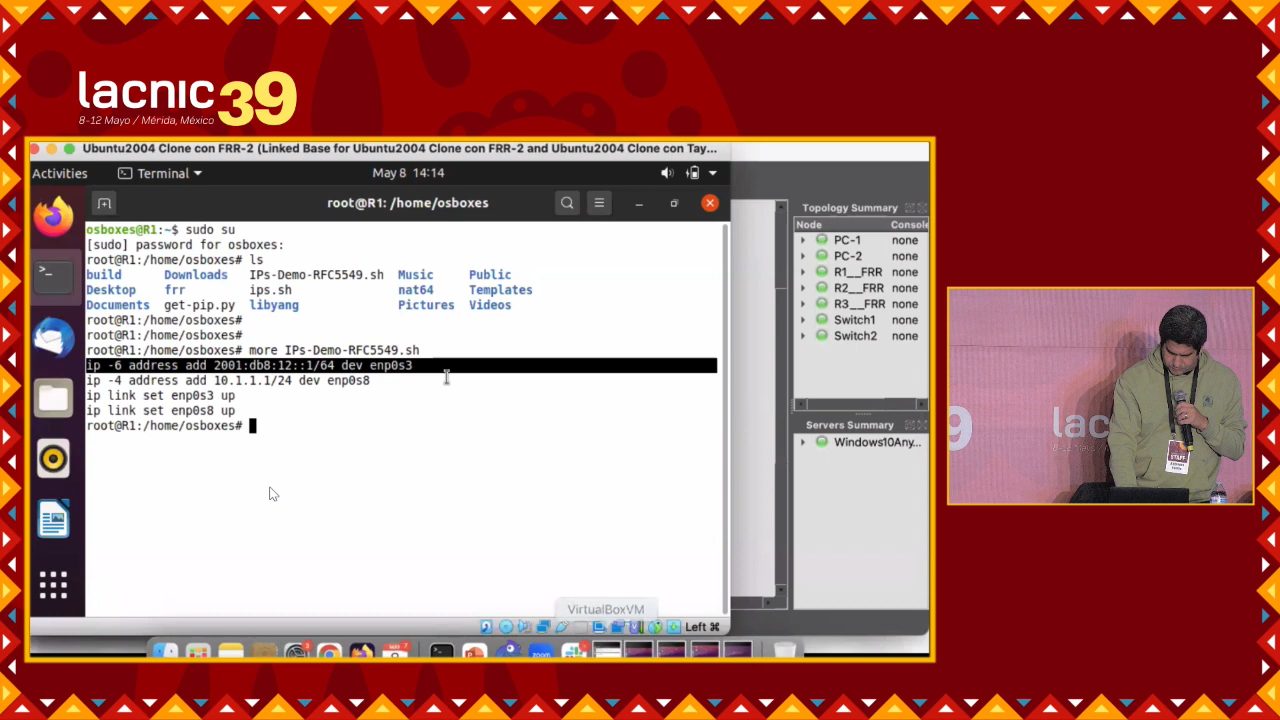 lacnic 39
8-12 Mayo / Mérida, México
Ubuntu2004 Clone con FRR-2 (Linked Base for Ubuntu2004 Clone con FRR-2 and Ubuntu2004 Clone con Tay...
Activities
Terminal
May 8 14:14
root@R1: /home/osboxes
osboxes@R1:~$ sudo su
[sudo] password for osboxes:
root@R1:/home/osboxes# ls
build Downloads IPs-Demo-RFC5549.sh Music Public
Desktop frr ips.sh nat64 Templates
Documents get-pip.py libyang Pictures Videos
root@R1:/home/osboxes#
root@R1:/home/osboxes#
root@R1:/home/osboxes# more IPs-Demo-RFC5549.sh
ip -6 address add 2001:db8:12::1/64 dev enp0s3
ip -4 address add 10.1.1.1/24 dev enp0s8
ip link set enp0s3 up
ip link set enp0s8 up
root@R1:/home/osboxes#
VirtualBoxVM
Left ⌘
zoom
Topology Summary
Node Console
PC-1 none
PC-2 none
R1__FRR none
R2__FRR none
R3__FRR none
Switch1 none
Switch2 none
Servers Summary
Windows10Any...
39
lac
STAFF